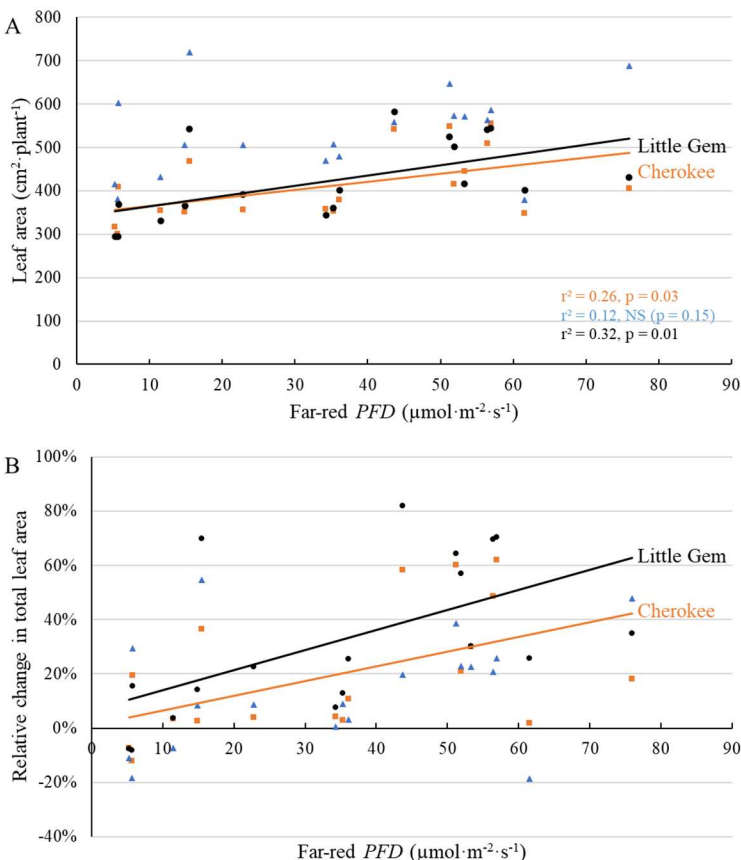 A
800
700
600
500
400
300
200
100
0
Leaf area (cm²·plant⁻¹)
Little Gem
Cherokee
r² = 0.26, p = 0.03
r² = 0.12, NS (p = 0.15)
r² = 0.32, p = 0.01
0 10 20 30 40 50 60 70 80 90
Far-red PFD (μmol·m⁻²·s⁻¹)
B
100%
80%
60%
40%
20%
0%
-20%
-40%
Relative change in total leaf area
Little Gem
Cherokee
0 10 20 30 40 50 60 70 80 90
Far-red PFD (μmol·m⁻²·s⁻¹)